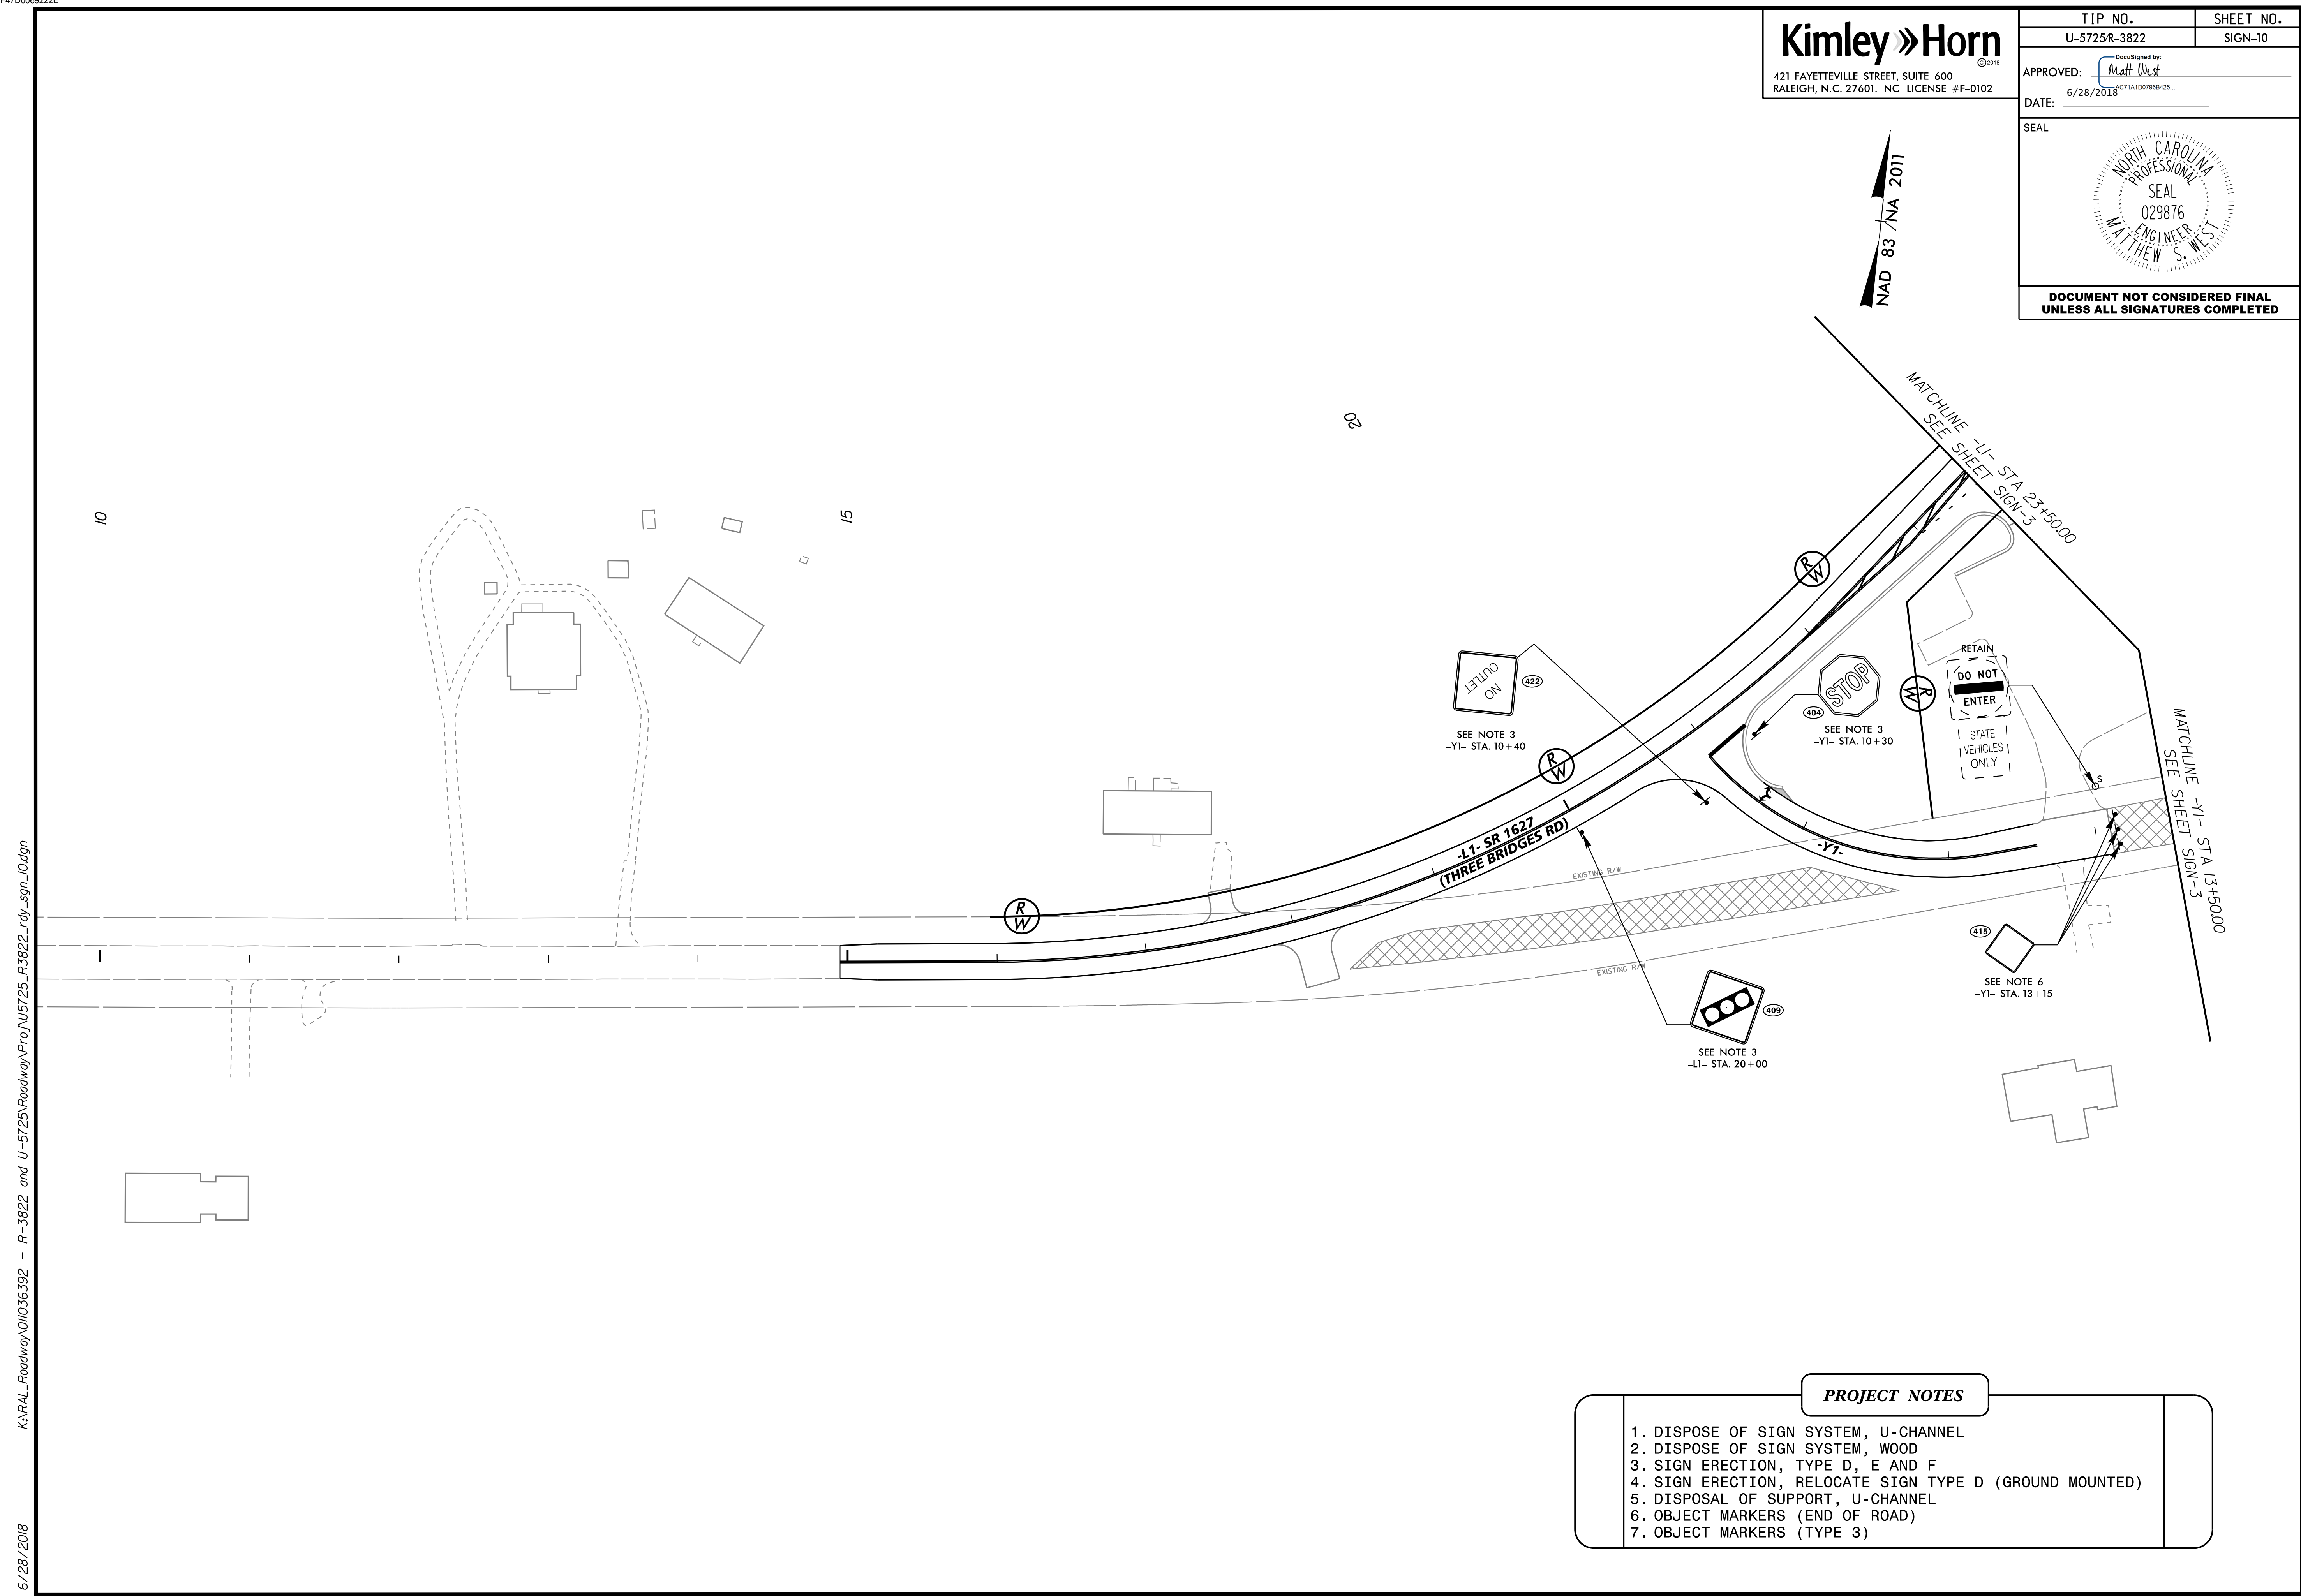 F47D0069222E
Kimley»Horn
©2018
421 FAYETTEVILLE STREET, SUITE 600
RALEIGH, N.C. 27601. NC LICENSE #F–0102
TIP NO.
SHEET NO.
U–5725/R–3822
SIGN–10
DocuSigned by:
APPROVED: Matt West
AC71A1D0796B425...
DATE: 6/28/2018
SEAL
NORTH CAROLINA
PROFESSIONAL
SEAL
029876
ENGINEER
MATTHEW S. WEST
DOCUMENT NOT CONSIDERED FINAL
UNLESS ALL SIGNATURES COMPLETED
NAD 83 /NA 2011
MATCHLINE -L1- STA 23+50.00
SEE SHEET SIGN-3
20
10
15
R/W
R/W
R/W
R/W
NO
OUTLET
422
SEE NOTE 3
–Y1– STA. 10+40
STOP
404
SEE NOTE 3
–Y1– STA. 10+30
RETAIN
DO NOT
ENTER
STATE
VEHICLES
ONLY
S
MATCHLINE -Y1- STA 13+50.00
SEE SHEET SIGN-3
-L1- SR 1627
(THREE BRIDGES RD)
-Y1-
EXISTING R/W
EXISTING R/W
415
SEE NOTE 6
–Y1– STA. 13+15
409
SEE NOTE 3
–L1– STA. 20+00
PROJECT NOTES
1. DISPOSE OF SIGN SYSTEM, U-CHANNEL
2. DISPOSE OF SIGN SYSTEM, WOOD
3. SIGN ERECTION, TYPE D, E AND F
4. SIGN ERECTION, RELOCATE SIGN TYPE D (GROUND MOUNTED)
5. DISPOSAL OF SUPPORT, U-CHANNEL
6. OBJECT MARKERS (END OF ROAD)
7. OBJECT MARKERS (TYPE 3)
6/28/2018
K:\RAL_Roadway\011036392 - R-3822 and U-5725\Roadway\Proj\U5725_R3822_rdy_sgn_10.dgn